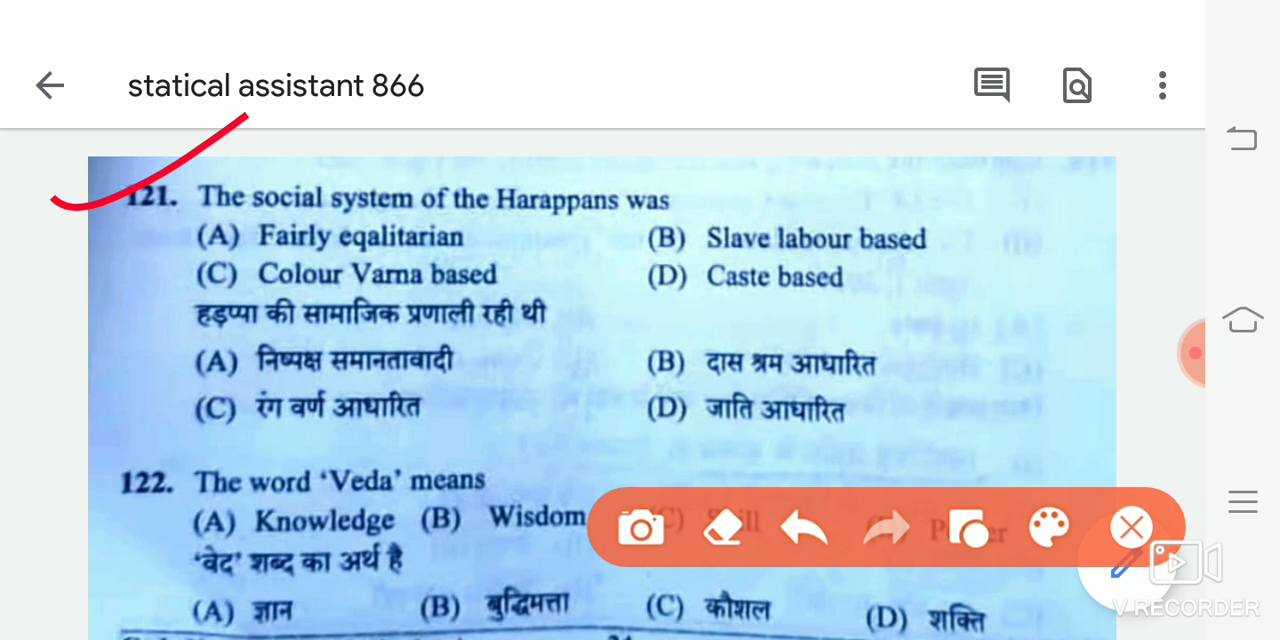 statical assistant 866
121. The social system of the Harappans was
(A) Fairly eqalitarian (B) Slave labour based
(C) Colour Varna based (D) Caste based
हड़प्पा की सामाजिक प्रणाली रही थी
(A) निष्पक्ष समानतावादी (B) दास श्रम आधारित
(C) रंग वर्ण आधारित (D) जाति आधारित
122. The word ‘Veda’ means
(A) Knowledge (B) Wisdom
‘वेद’ शब्द का अर्थ है
(A) ज्ञान (B) बुद्धिमत्ता (C) कौशल (D) शक्ति
V RECORDER